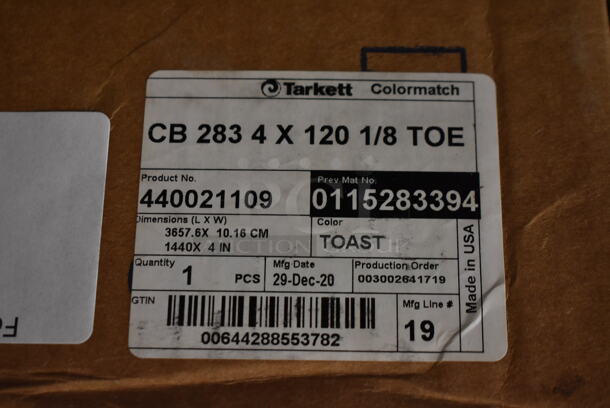 Tarkett Colormatch
CB 283 4 X 120 1/8 TOE
Product No.
440021109
Prev Mat No.
0115283394
Dimensions (L X W)
3657.6X 10.16 CM
1440X 4 IN
Color
TOAST
Quantity
1 PCS
Mfg Date
29-Dec-20
Production Order
003002641719
Made in USA
GTIN
00644288553782
Mfg Line #
19